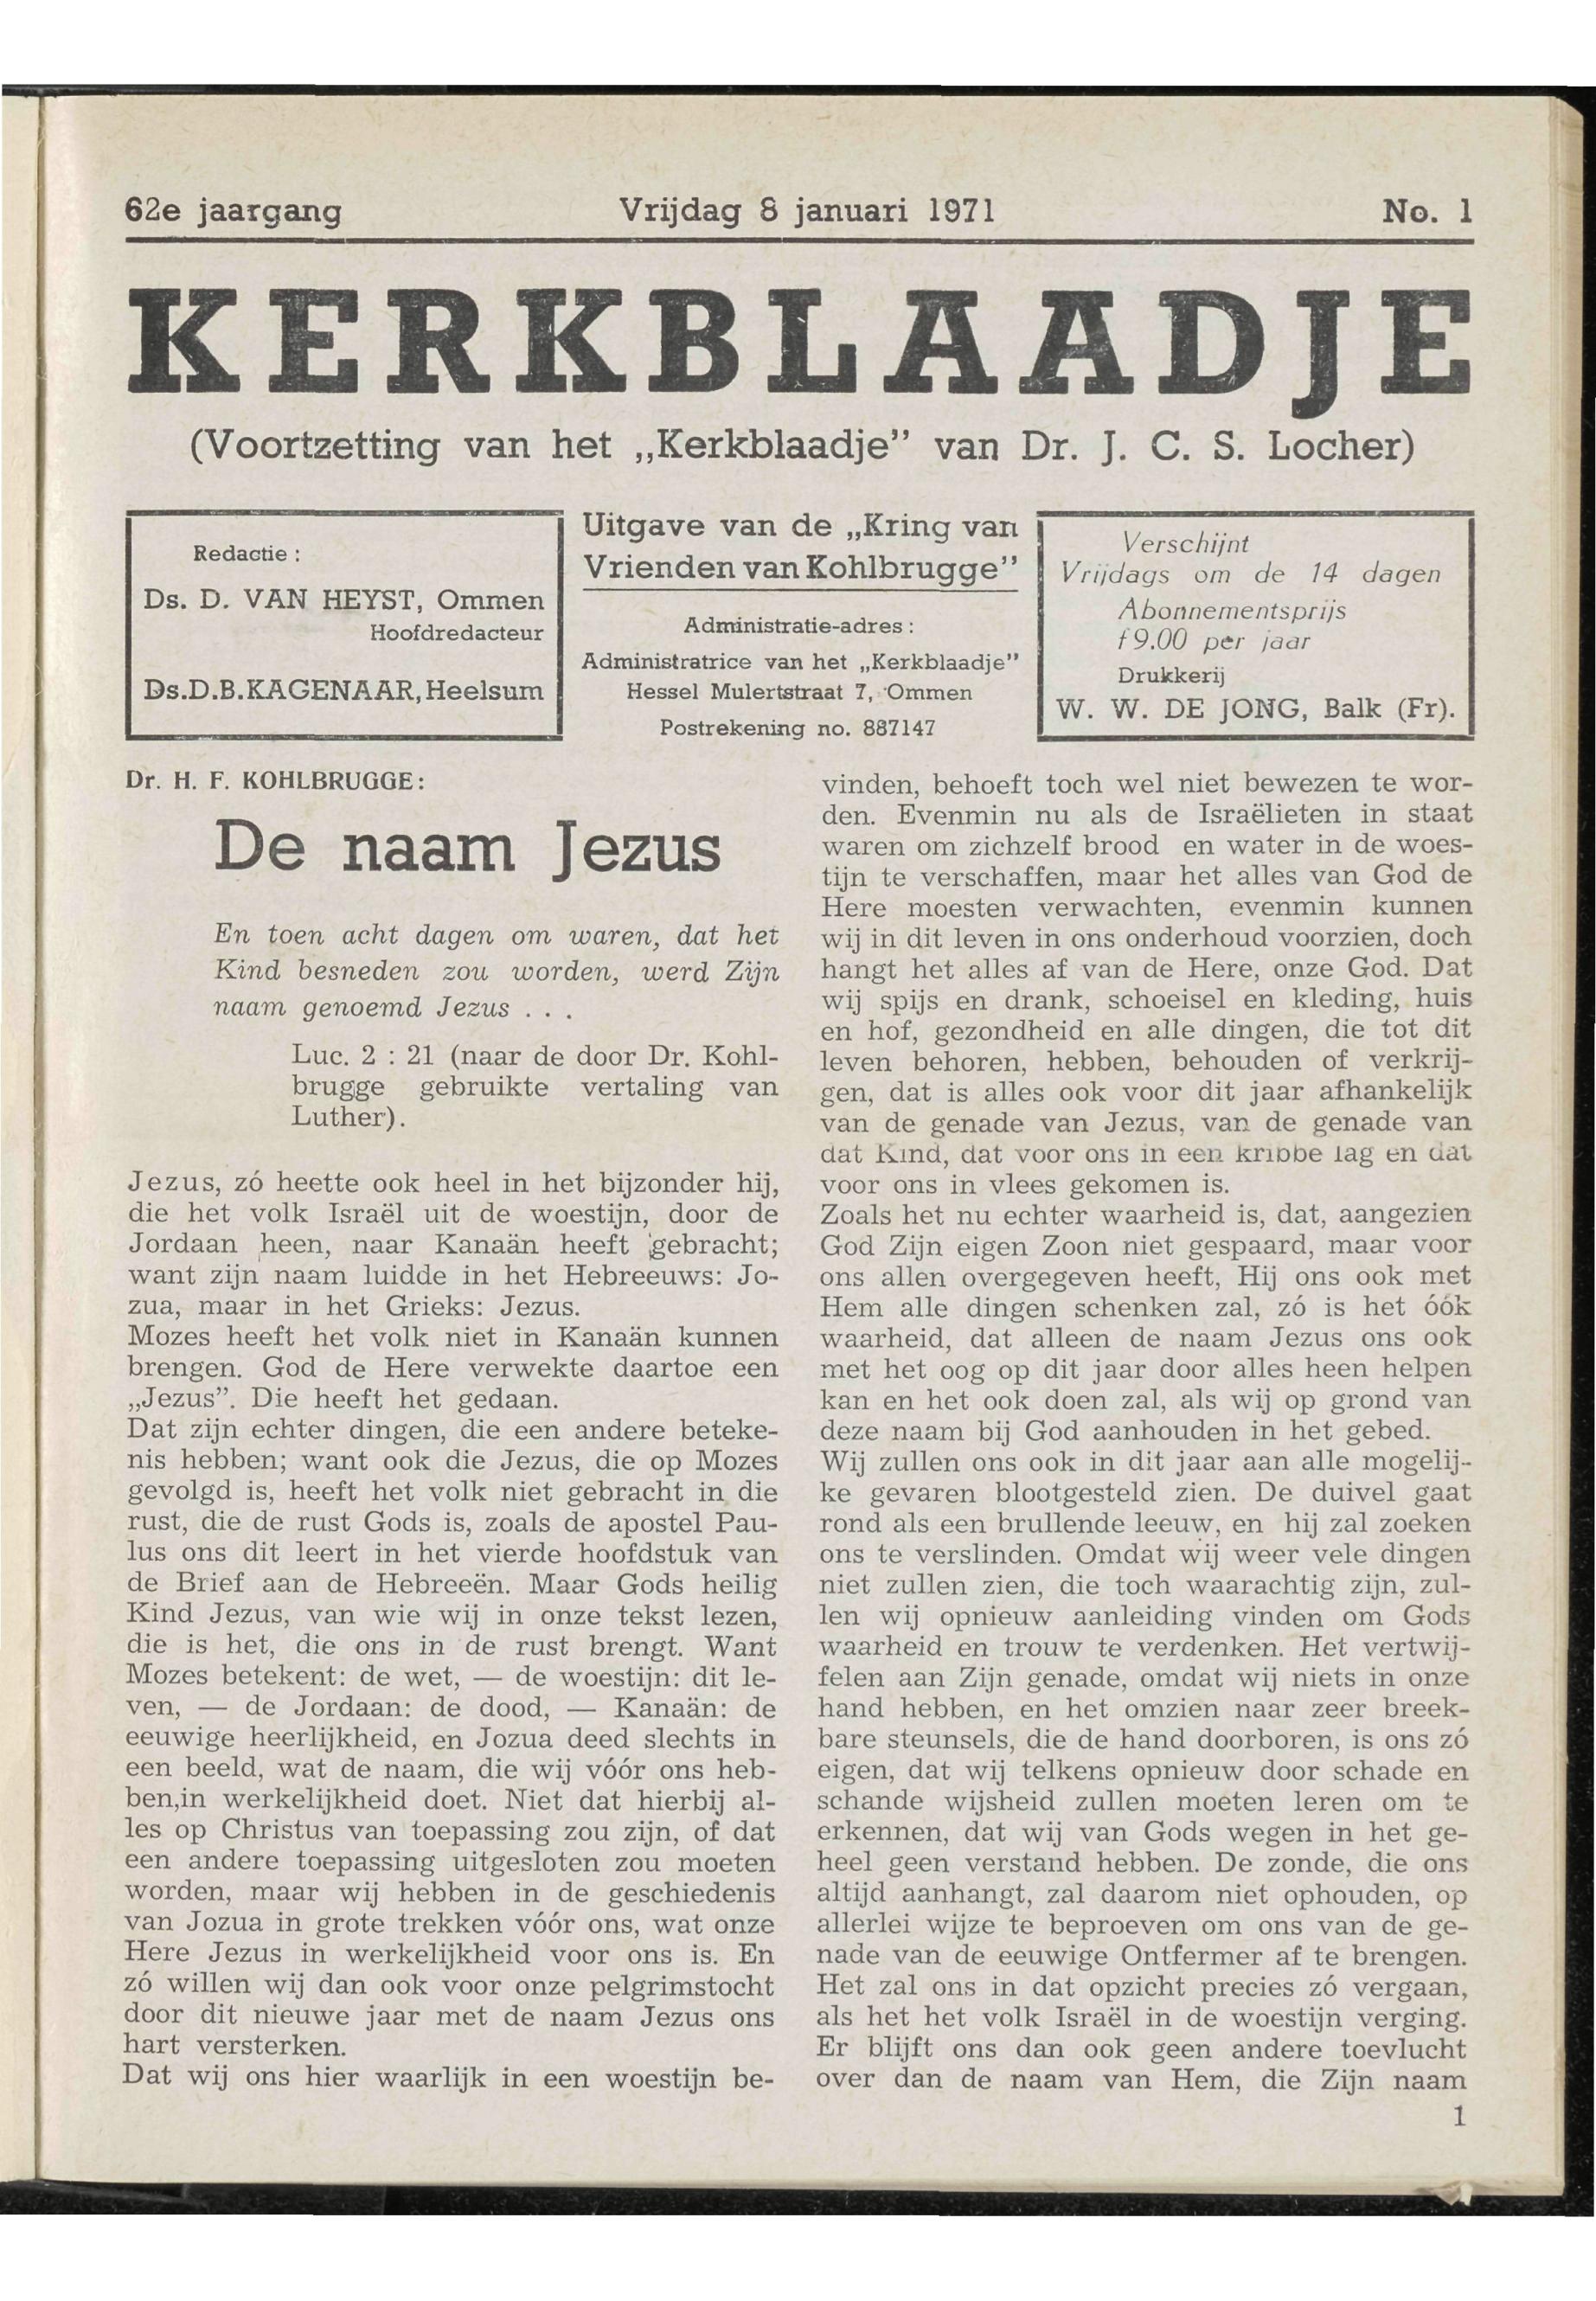 62e jaargang Vrijdag 8 januari 1971 No. 1
KERKBLAADJE
(Voortzetting van het „Kerkblaadje” van Dr. J. C. S. Locher)
Redactie :
Ds. D. VAN HEYST, Ommen
Hoofdredacteur
Ds.D.B.KAGENAAR, Heelsum
Uitgave van de „Kring van
Vrienden van Kohlbrugge”
Administratie-adres :
Administratrice van het „Kerkblaadje”
Hessel Mulertstraat 7, Ommen
Postrekening no. 887147
Verschijnt
Vrijdags om de 14 dagen
Abonnementsprijs
f 9.00 per jaar
Drukkerij
W. W. DE JONG, Balk (Fr).
Dr. H. F. KOHLBRUGGE:
De naam Jezus
En toen acht dagen om waren, dat het
Kind besneden zou worden, werd Zijn
naam genoemd Jezus . . .
Luc. 2 : 21 (naar de door Dr. Kohl-
brugge gebruikte vertaling van
Luther).
Jezus, zó heette ook heel in het bijzonder hij,
die het volk Israël uit de woestijn, door de
Jordaan heen, naar Kanaän heeft gebracht;
want zijn naam luidde in het Hebreeuws: Jo-
zua, maar in het Grieks: Jezus.
Mozes heeft het volk niet in Kanaän kunnen
brengen. God de Here verwekte daartoe een
„Jezus”. Die heeft het gedaan.
Dat zijn echter dingen, die een andere beteke-
nis hebben; want ook die Jezus, die op Mozes
gevolgd is, heeft het volk niet gebracht in die
rust, die de rust Gods is, zoals de apostel Pau-
lus ons dit leert in het vierde hoofdstuk van
de Brief aan de Hebreeën. Maar Gods heilig
Kind Jezus, van wie wij in onze tekst lezen,
die is het, die ons in de rust brengt. Want
Mozes betekent: de wet, — de woestijn: dit le-
ven, — de Jordaan: de dood, — Kanaän: de
eeuwige heerlijkheid, en Jozua deed slechts in
een beeld, wat de naam, die wij vóór ons heb-
ben,in werkelijkheid doet. Niet dat hierbij al-
les op Christus van toepassing zou zijn, of dat
een andere toepassing uitgesloten zou moeten
worden, maar wij hebben in de geschiedenis
van Jozua in grote trekken vóór ons, wat onze
Here Jezus in werkelijkheid voor ons is. En
zó willen wij dan ook voor onze pelgrimstocht
door dit nieuwe jaar met de naam Jezus ons
hart versterken.
Dat wij ons hier waarlijk in een woestijn be-
vinden, behoeft toch wel niet bewezen te wor-
den. Evenmin nu als de Israëlieten in staat
waren om zichzelf brood en water in de woes-
tijn te verschaffen, maar het alles van God de
Here moesten verwachten, evenmin kunnen
wij in dit leven in ons onderhoud voorzien, doch
hangt het alles af van de Here, onze God. Dat
wij spijs en drank, schoeisel en kleding, huis
en hof, gezondheid en alle dingen, die tot dit
leven behoren, hebben, behouden of verkrij-
gen, dat is alles ook voor dit jaar afhankelijk
van de genade van Jezus, van de genade van
dat Kind, dat voor ons in een kribbe lag en dat
voor ons in vlees gekomen is.
Zoals het nu echter waarheid is, dat, aangezien
God Zijn eigen Zoon niet gespaard, maar voor
ons allen overgegeven heeft, Hij ons ook met
Hem alle dingen schenken zal, zó is het óók
waarheid, dat alleen de naam Jezus ons ook
met het oog op dit jaar door alles heen helpen
kan en het ook doen zal, als wij op grond van
deze naam bij God aanhouden in het gebed.
Wij zullen ons ook in dit jaar aan alle mogelij-
ke gevaren blootgesteld zien. De duivel gaat
rond als een brullende leeuw, en hij zal zoeken
ons te verslinden. Omdat wij weer vele dingen
niet zullen zien, die toch waarachtig zijn, zul-
len wij opnieuw aanleiding vinden om Gods
waarheid en trouw te verdenken. Het vertwij-
felen aan Zijn genade, omdat wij niets in onze
hand hebben, en het omzien naar zeer breek-
bare steunsels, die de hand doorboren, is ons zó
eigen, dat wij telkens opnieuw door schade en
schande wijsheid zullen moeten leren om te
erkennen, dat wij van Gods wegen in het ge-
heel geen verstand hebben. De zonde, die ons
altijd aanhangt, zal daarom niet ophouden, op
allerlei wijze te beproeven om ons van de ge-
nade van de eeuwige Ontfermer af te brengen.
Het zal ons in dat opzicht precies zó vergaan,
als het het volk Israël in de woestijn verging.
Er blijft ons dan ook geen andere toevlucht
over dan de naam van Hem, die Zijn naam
1